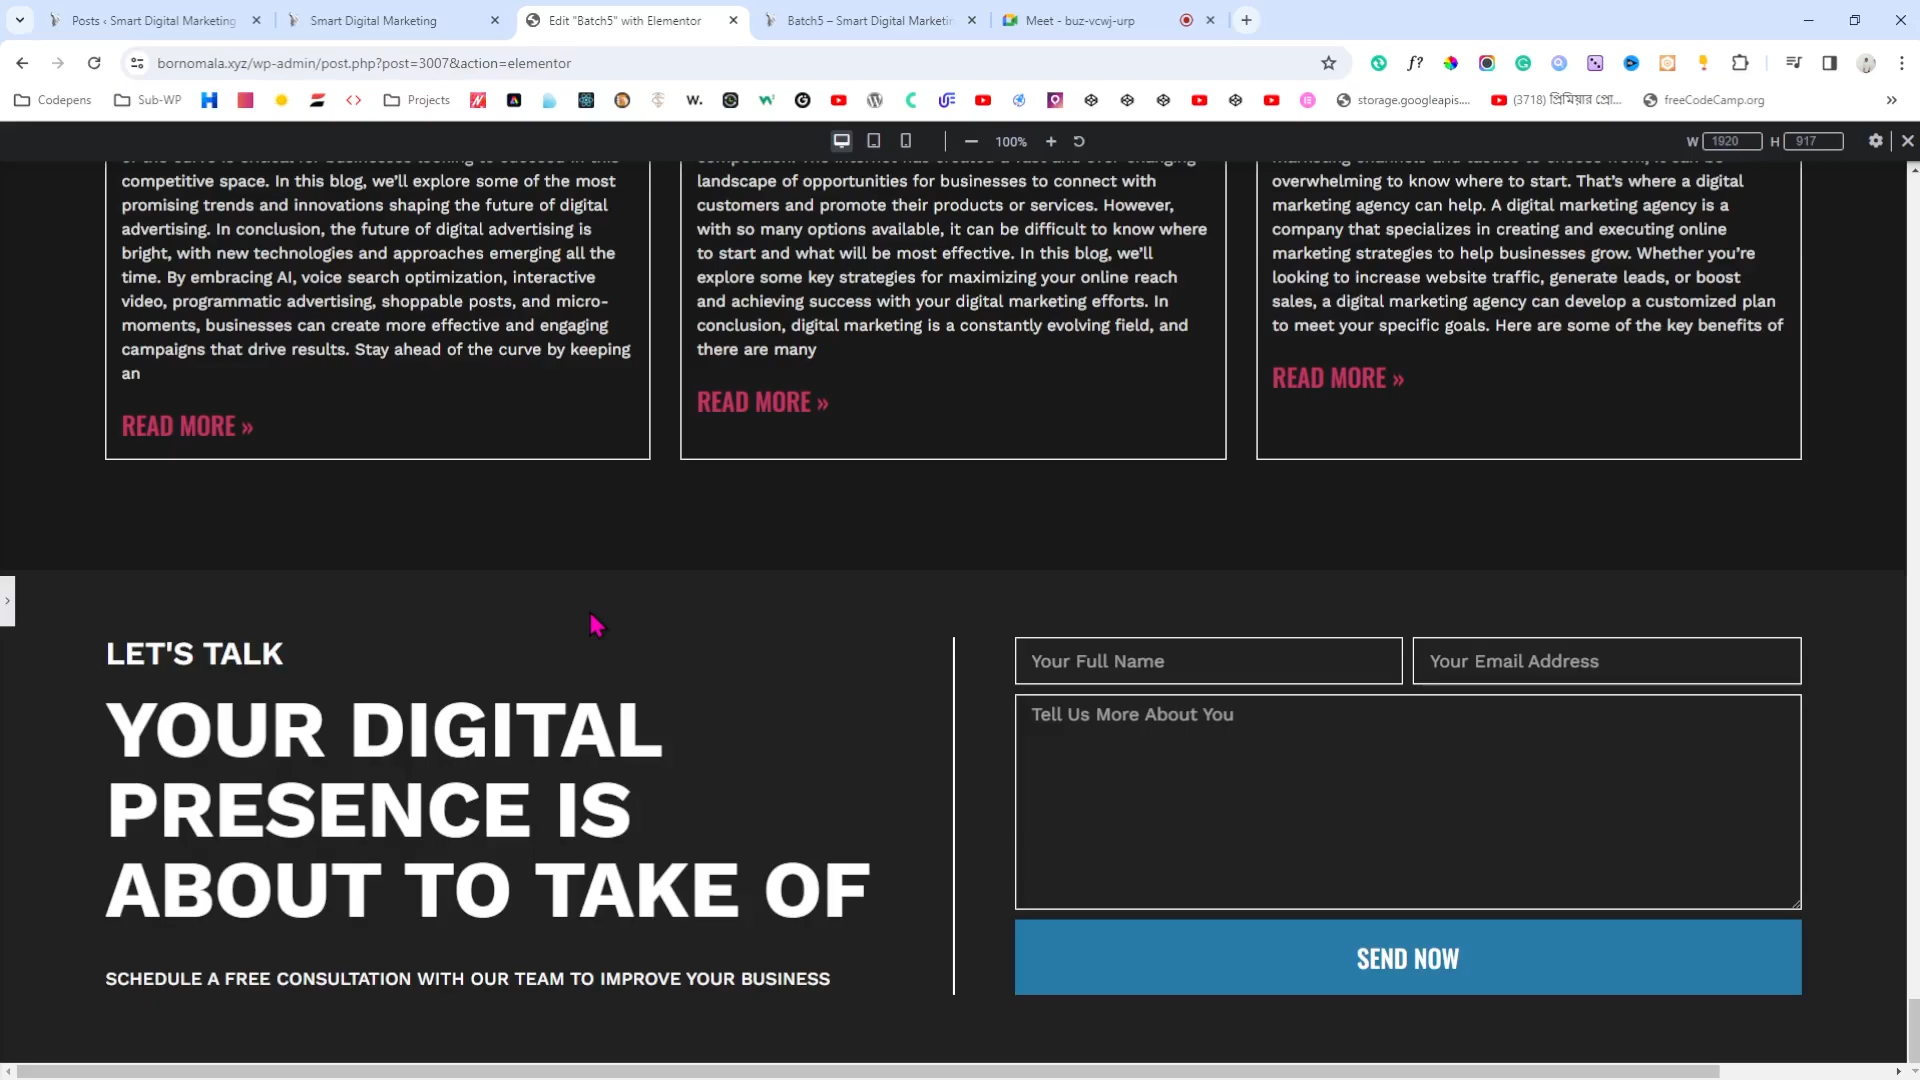 Posts ‹ Smart Digital Marketing
Smart Digital Marketing
Edit "Batch5" with Elementor
Batch5 – Smart Digital Marketin
Meet - buz-vcwj-urp
bornomala.xyz/wp-admin/post.php?post=3007&action=elementor
Codepens
Sub-WP
Projects
storage.googleapis....
(3718) প্রিমিয়ার প্রো...
freeCodeCamp.org
100%
W 1920 H 917
competitive space. In this blog, we’ll explore some of the most
promising trends and innovations shaping the future of digital
advertising. In conclusion, the future of digital advertising is
bright, with new technologies and approaches emerging all the
time. By embracing AI, voice search optimization, interactive
video, programmatic advertising, shoppable posts, and micro-
moments, businesses can create more effective and engaging
campaigns that drive results. Stay ahead of the curve by keeping
an
READ MORE »
landscape of opportunities for businesses to connect with
customers and promote their products or services. However,
with so many options available, it can be difficult to know where
to start and what will be most effective. In this blog, we’ll
explore some key strategies for maximizing your online reach
and achieving success with your digital marketing efforts. In
conclusion, digital marketing is a constantly evolving field, and
there are many
READ MORE »
overwhelming to know where to start. That’s where a digital
marketing agency can help. A digital marketing agency is a
company that specializes in creating and executing online
marketing strategies to help businesses grow. Whether you’re
looking to increase website traffic, generate leads, or boost
sales, a digital marketing agency can develop a customized plan
to meet your specific goals. Here are some of the key benefits of
READ MORE »
LET'S TALK
YOUR DIGITAL
PRESENCE IS
ABOUT TO TAKE OF
SCHEDULE A FREE CONSULTATION WITH OUR TEAM TO IMPROVE YOUR BUSINESS
Your Full Name
Your Email Address
Tell Us More About You
SEND NOW